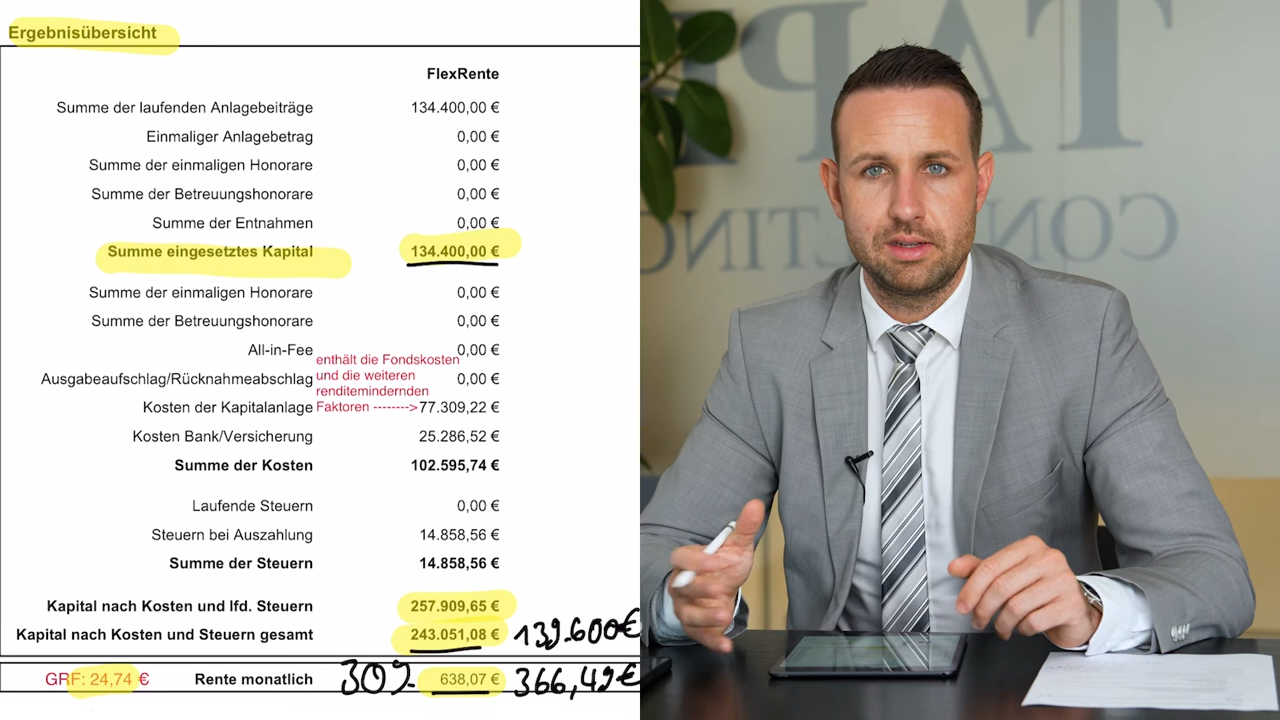 Ergebnisübersicht
FlexRente
Summe der laufenden Anlagebeiträge 134.400,00 €
Einmaliger Anlagebetrag 0,00 €
Summe der einmaligen Honorare 0,00 €
Summe der Betreuungshonorare 0,00 €
Summe der Entnahmen 0,00 €
Summe eingesetztes Kapital 134.400,00 €
Summe der einmaligen Honorare 0,00 €
Summe der Betreuungshonorare 0,00 €
All-in-Fee 0,00 €
enthält die Fondskosten
und die weiteren
renditemindernden
Faktoren -------->
Ausgabeaufschlag/Rücknahmeabschlag 0,00 €
Kosten der Kapitalanlage 77.309,22 €
Kosten Bank/Versicherung 25.286,52 €
Summe der Kosten 102.595,74 €
Laufende Steuern 0,00 €
Steuern bei Auszahlung 14.858,56 €
Summe der Steuern 14.858,56 €
Kapital nach Kosten und lfd. Steuern 257.909,65 €
Kapital nach Kosten und Steuern gesamt 243.051,08 € 139.600€
GRF: 24,74 € Rente monatlich 638,07 € 366,49€
CONSULTING